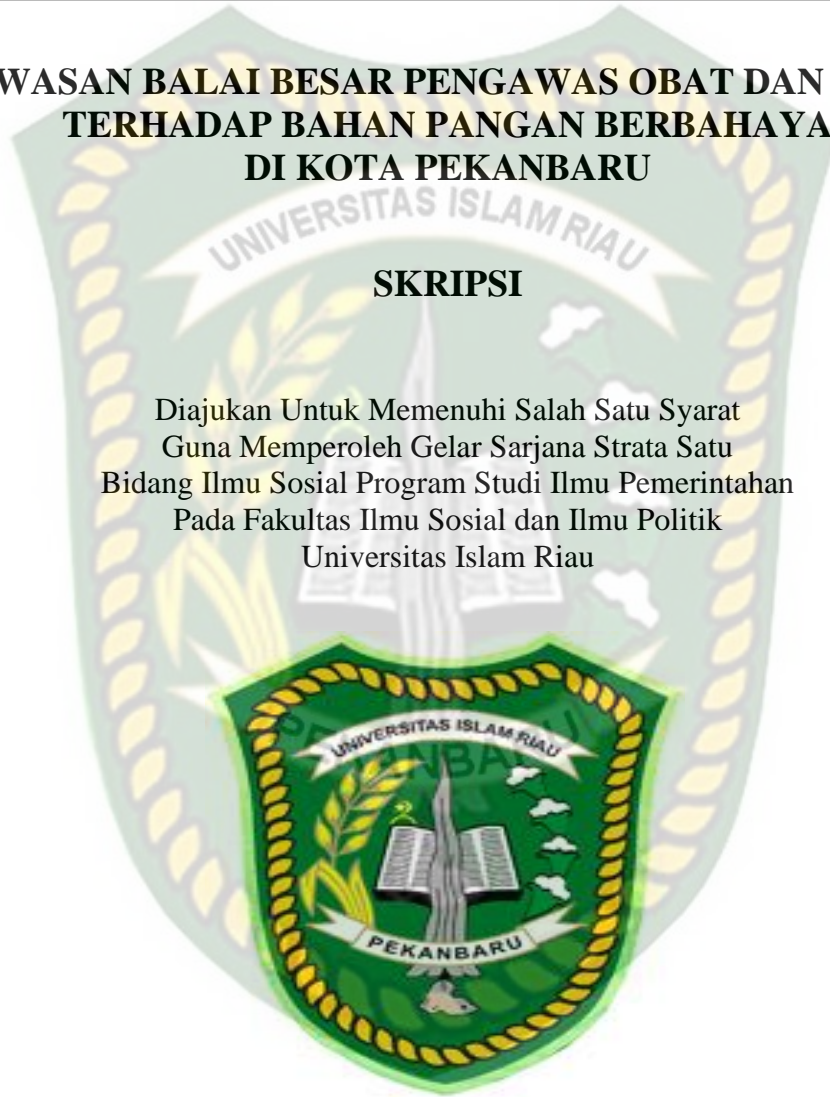 WASAN BALAI BESAR PENGAWAS OBAT DAN
TERHADAP BAHAN PANGAN BERBAHAYA
DI KOTA PEKANBARU
UNIVERSITAS ISLAM RIAU
SKRIPSI
Diajukan Untuk Memenuhi Salah Satu Syarat
Guna Memperoleh Gelar Sarjana Strata Satu
Bidang Ilmu Sosial Program Studi Ilmu Pemerintahan
Pada Fakultas Ilmu Sosial dan Ilmu Politik
Universitas Islam Riau
PEKANBARU
UNIVERSITAS ISLAM RIAU
PEKANBARU